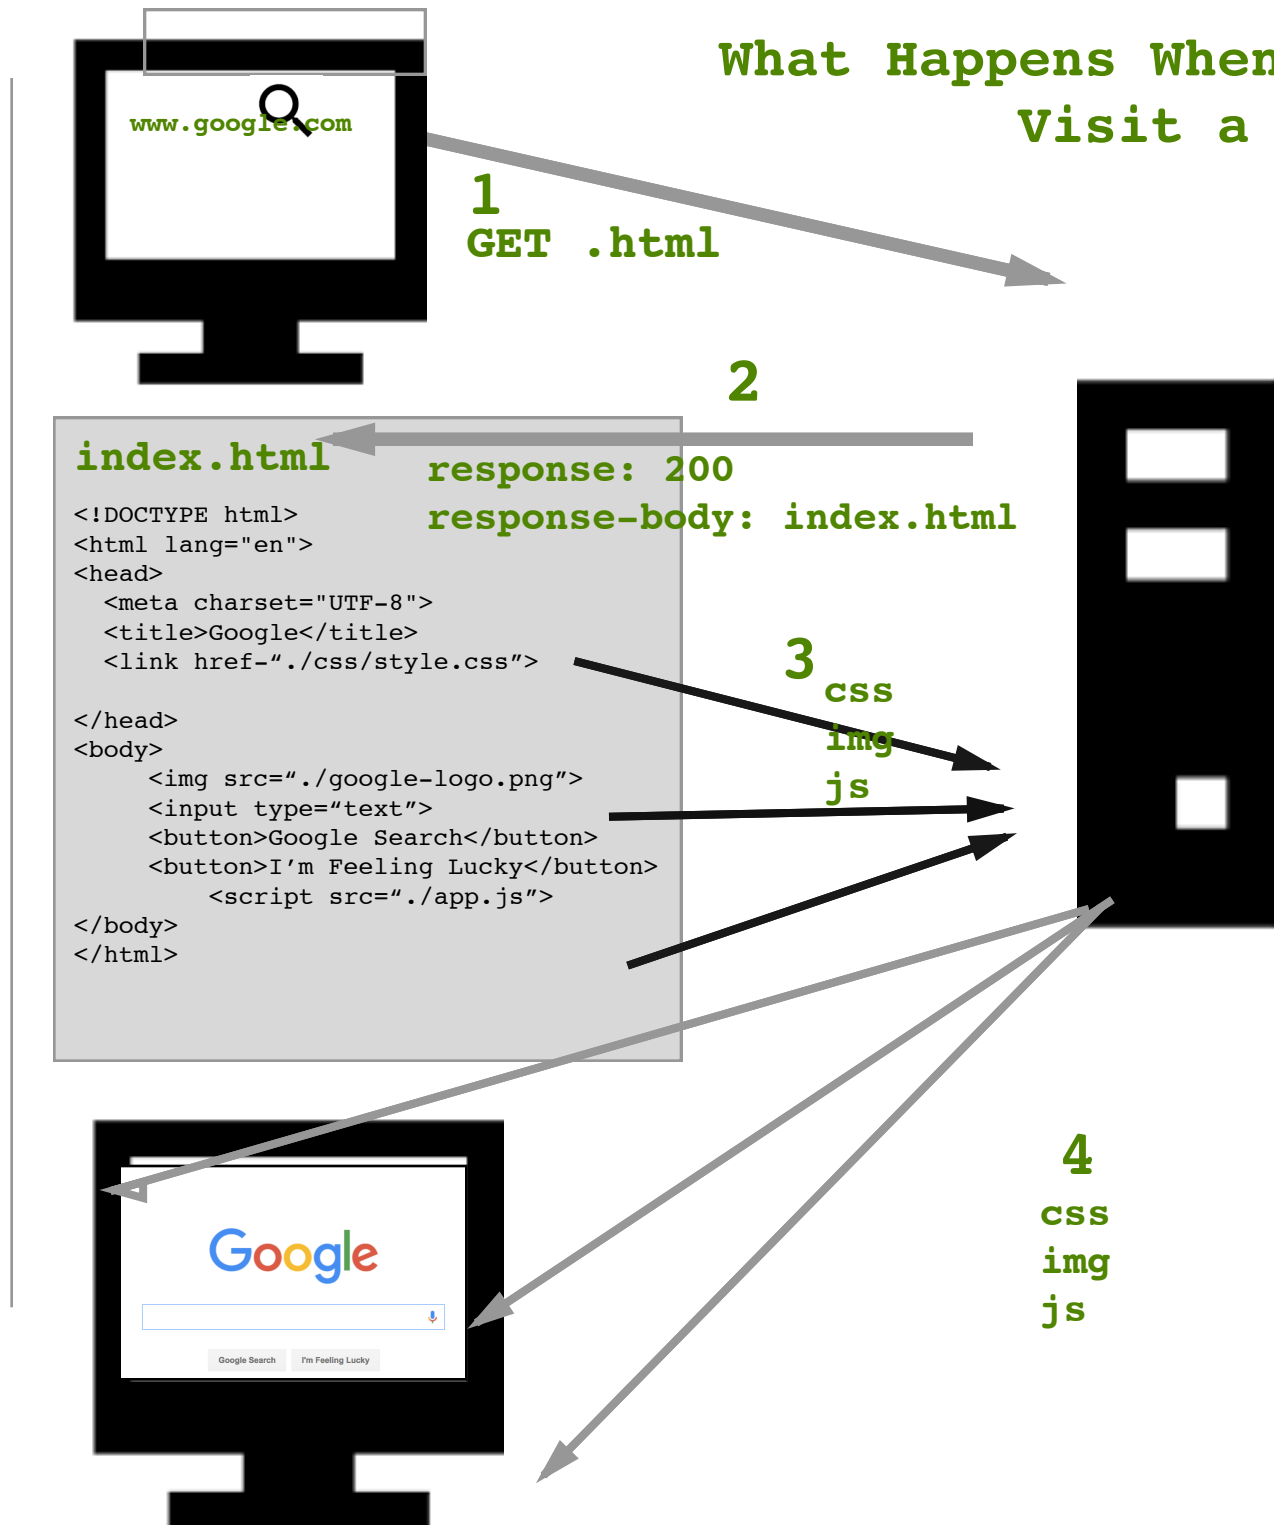 What Happens When
Visit a
www.google.com
1
GET .html
2
index.html
response: 200
response-body: index.html
<!DOCTYPE html>
<html lang="en">
<head>
<meta charset="UTF-8">
<title>Google</title>
<link href-“./css/style.css”>
</head>
<body>
<img src=“./google-logo.png”>
<input type=“text”>
<button>Google Search</button>
<button>I’m Feeling Lucky</button>
<script src=“./app.js”>
</body>
</html>
3
css
img
js
4
css
img
js
Google
Google Search
I'm Feeling Lucky